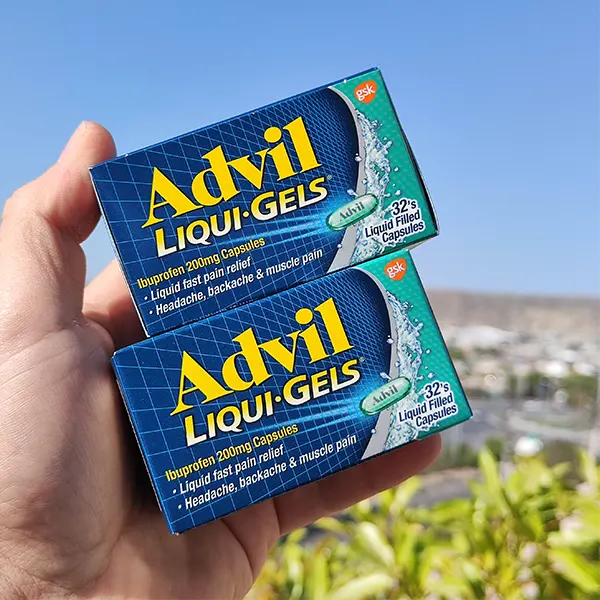 gsk
Advil
LIQUI·GELS®
Advil
32's
Liquid Filled
Capsules
Ibuprofen 200mg Capsules
• Liquid fast pain relief
• Headache, backache & muscle pain
gsk
Advil
LIQUI·GELS®
Advil
32's
Liquid Filled
Capsules
Ibuprofen 200mg Capsules
• Liquid fast pain relief
• Headache, backache & muscle pain